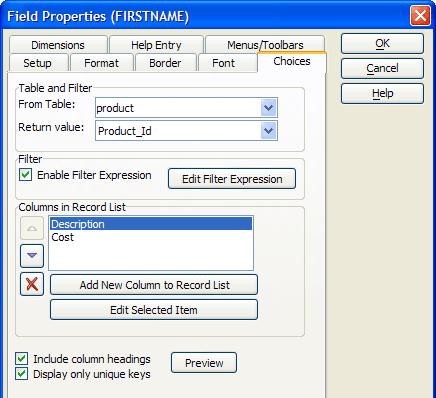 Field Properties (FIRSTNAME)
Dimensions Help Entry Menus/Toolbars
Setup Format Border Font Choices
OK
Cancel
Help
Table and Filter
From Table: product
Return value: Product_Id
Filter
Enable Filter Expression Edit Filter Expression
Columns in Record List
Description
Cost
Add New Column to Record List
Edit Selected Item
Include column headings
Display only unique keys
Preview